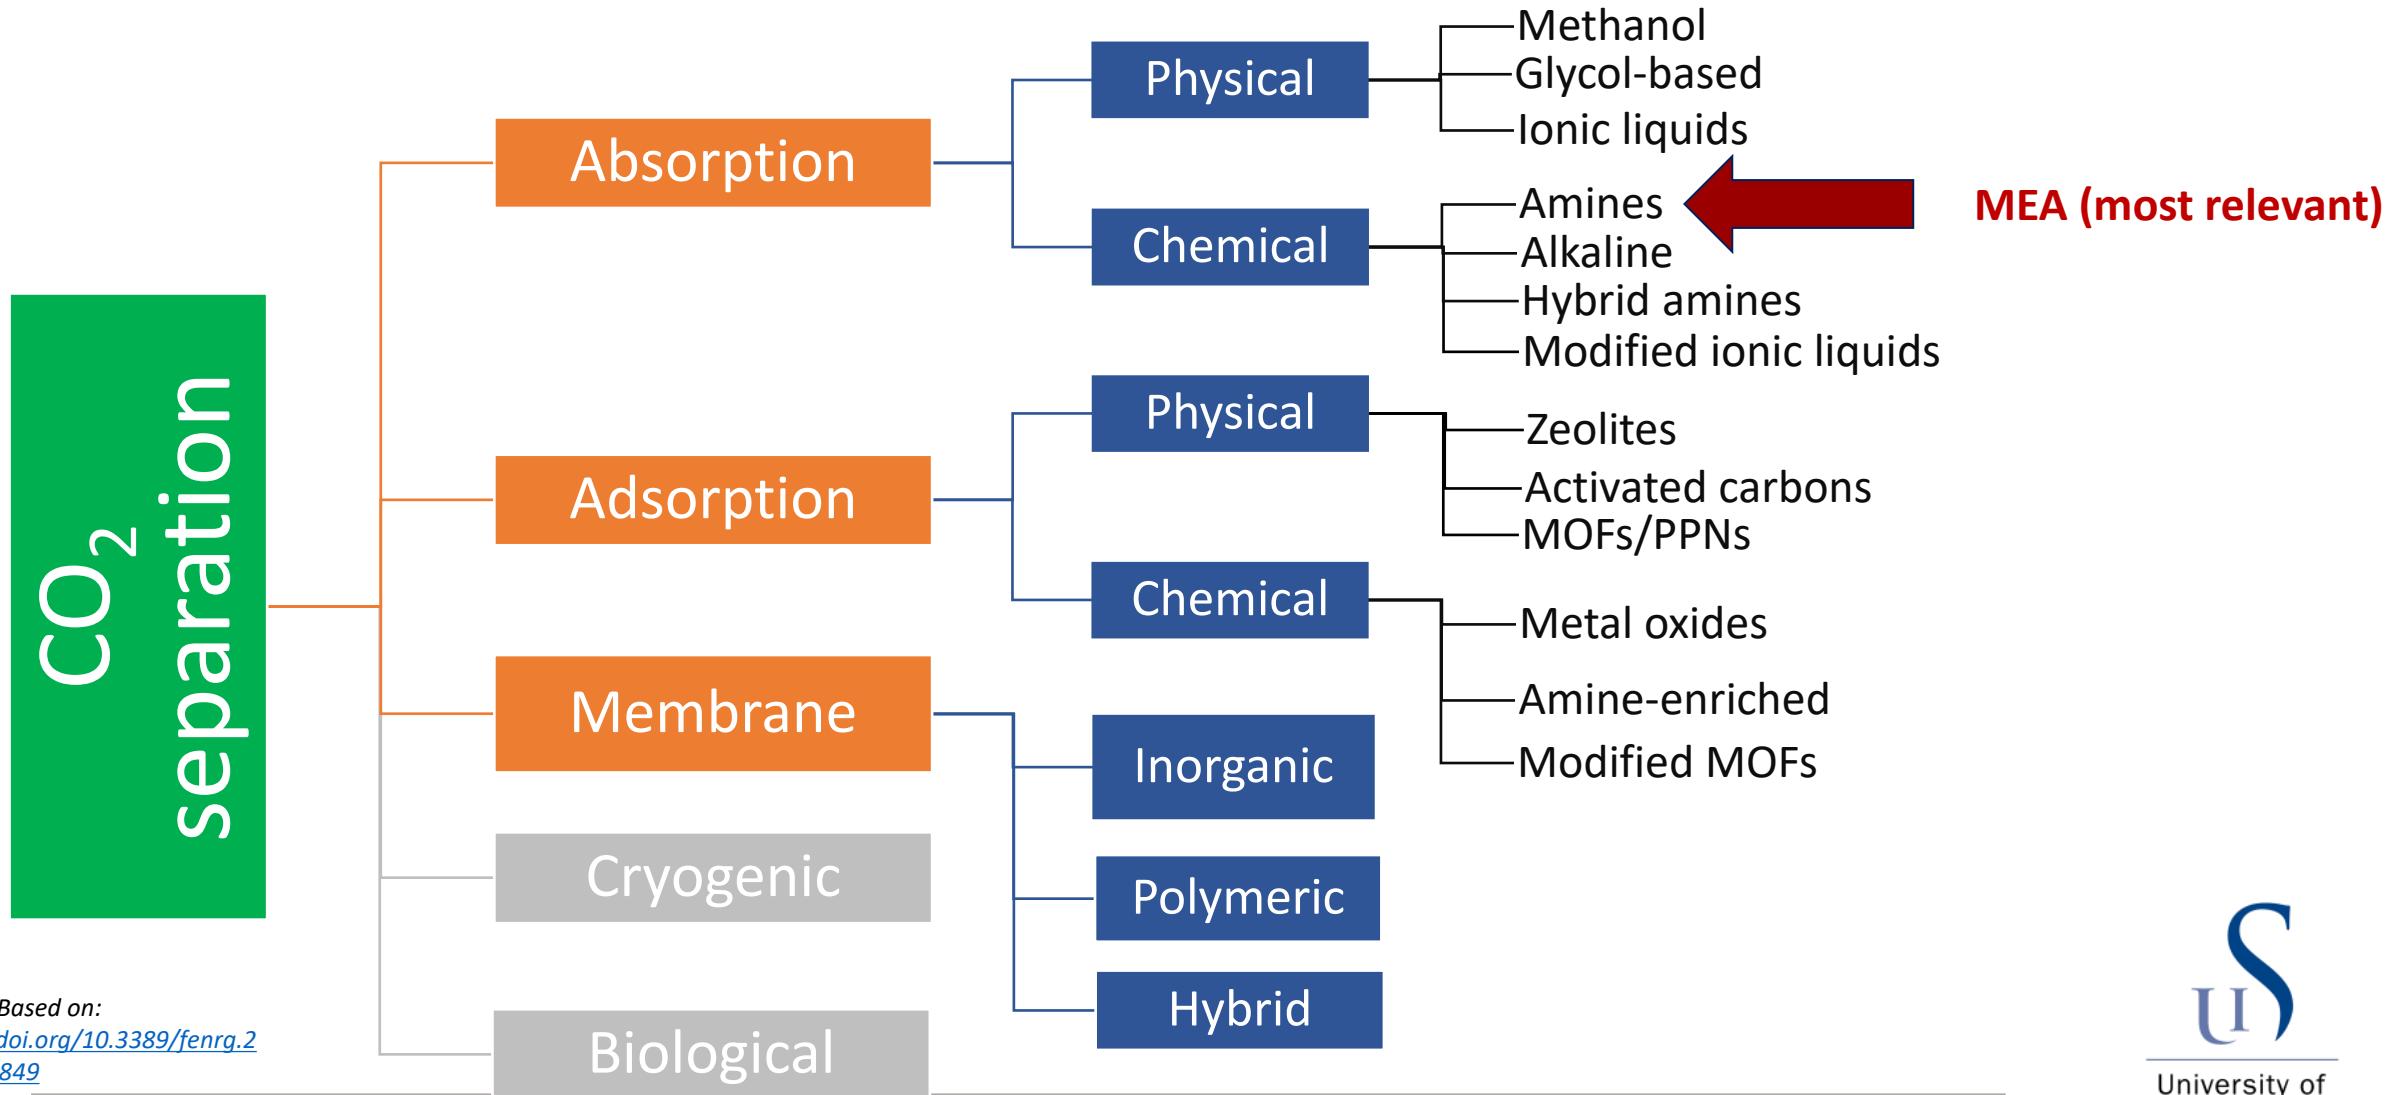 CO2
separation
Absorption
Physical
Methanol
Glycol-based
Ionic liquids
Chemical
Amines
MEA (most relevant)
Alkaline
Hybrid amines
Modified ionic liquids
Adsorption
Physical
Zeolites
Activated carbons
MOFs/PPNs
Chemical
Metal oxides
Amine-enriched
Modified MOFs
Membrane
Inorganic
Polymeric
Hybrid
Cryogenic
Biological
Based on:
doi.org/10.3389/fenrg.2
849
US
University of